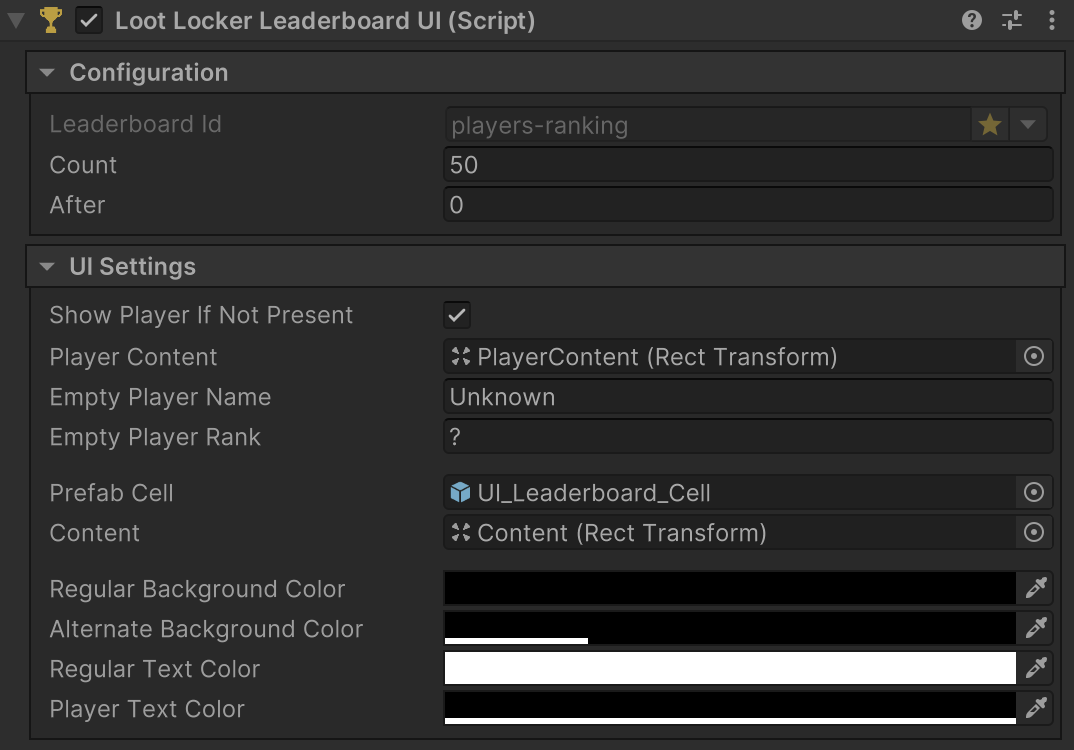 Loot Locker Leaderboard UI (Script)
Configuration
Leaderboard Id players-ranking
Count 50
After 0
UI Settings
Show Player If Not Present
Player Content PlayerContent (Rect Transform)
Empty Player Name Unknown
Empty Player Rank ?
Prefab Cell UI_Leaderboard_Cell
Content Content (Rect Transform)
Regular Background Color
Alternate Background Color
Regular Text Color
Player Text Color